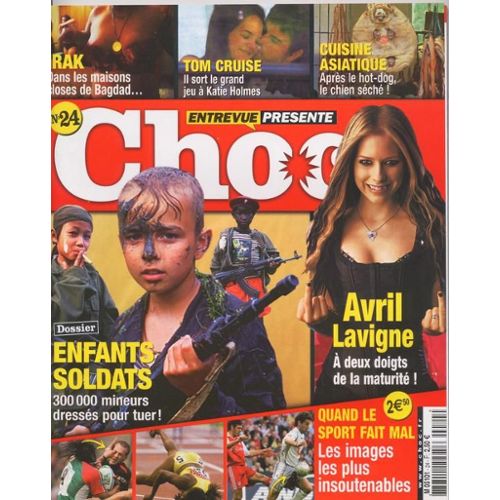 IRAK
Dans les maisons
closes de Bagdad...
TOM CRUISE
Il sort le grand
jeu à Katie Holmes
CUISINE
ASIATIQUE
Après le hot-dog,
le chien séché !
N°24
ENTREVUE PRESENTE
Choc
Dossier
ENFANTS
SOLDATS
300 000 mineurs
dressés pour tuer !
Avril
Lavigne
À deux doigts
de la maturité !
2€50
QUAND LE
SPORT FAIT MAL
Les images
les plus
insoutenables